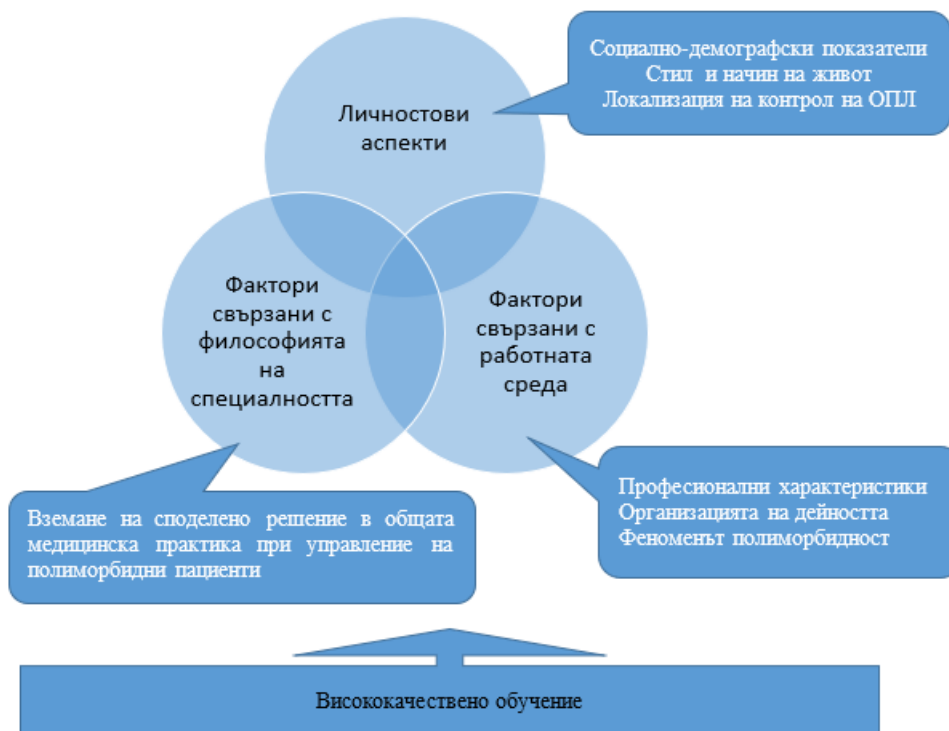 Социално-демографски показатели
Стил и начин на живот
Локализация на контрол на ОПЛ
Личностови
аспекти
Фактори
свързани с
философията
на
специалността
Фактори
свързани с
работната
среда
Професионални характеристики
Организацията на дейността
Феноменът полиморбидност
Вземане на споделено решение в общата
медицинска практика при управление на
полиморбидни пациенти
Висококачествено обучение